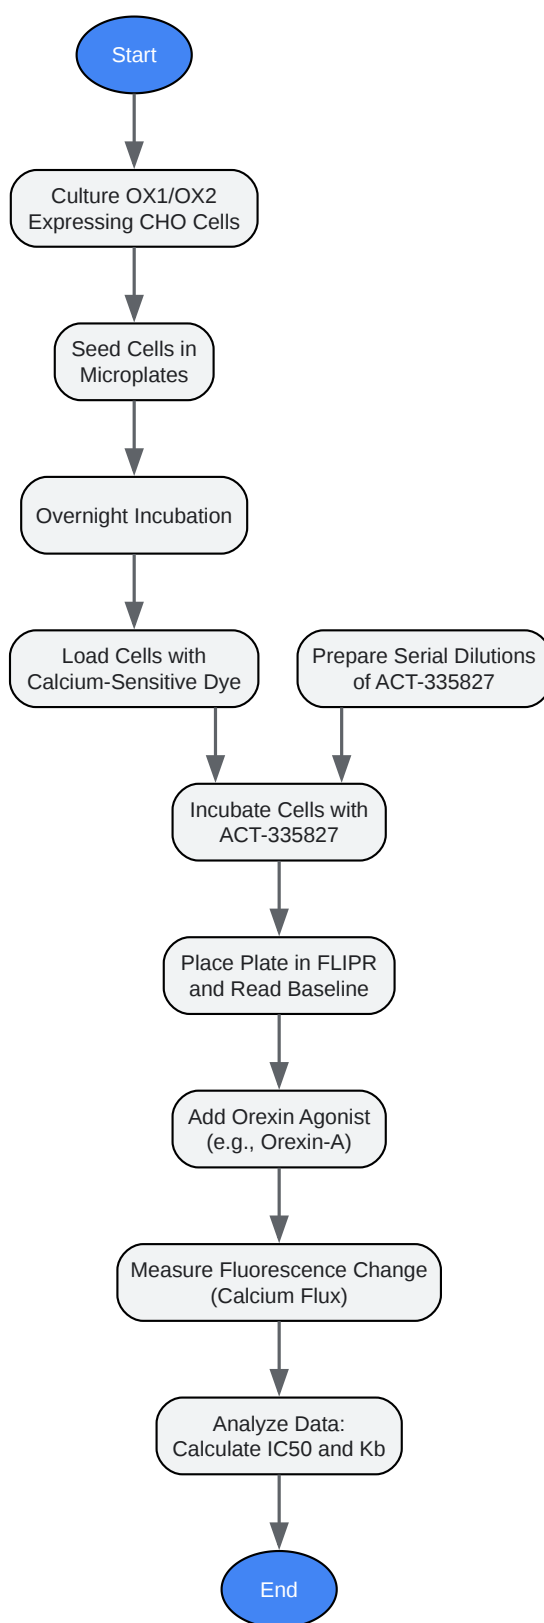 Start
Culture OX1/OX2
Expressing CHO Cells
Seed Cells in
Microplates
Overnight Incubation
Load Cells with
Calcium-Sensitive Dye
Prepare Serial Dilutions
of ACT-335827
Incubate Cells with
ACT-335827
Place Plate in FLIPR
and Read Baseline
Add Orexin Agonist
(e.g., Orexin-A)
Measure Fluorescence Change
(Calcium Flux)
Analyze Data:
Calculate IC50 and Kb
End